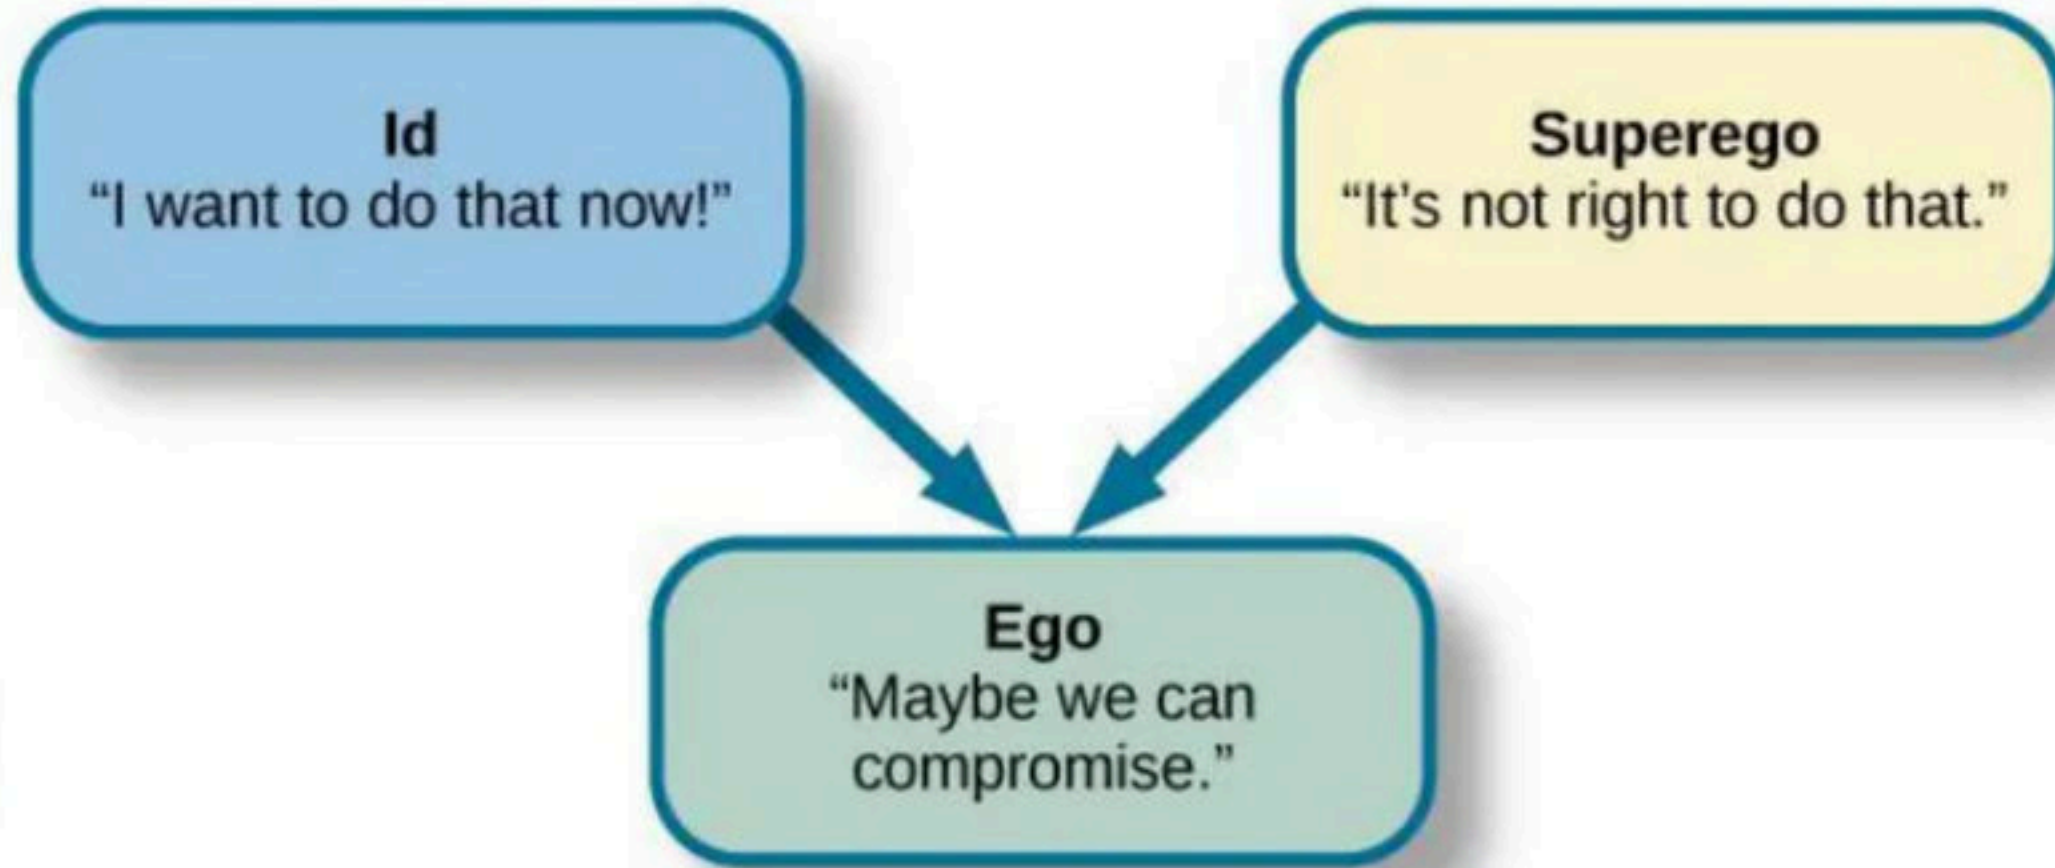 Id
“I want to do that now!”
Superego
“It’s not right to do that.”
Ego
“Maybe we can
compromise.”